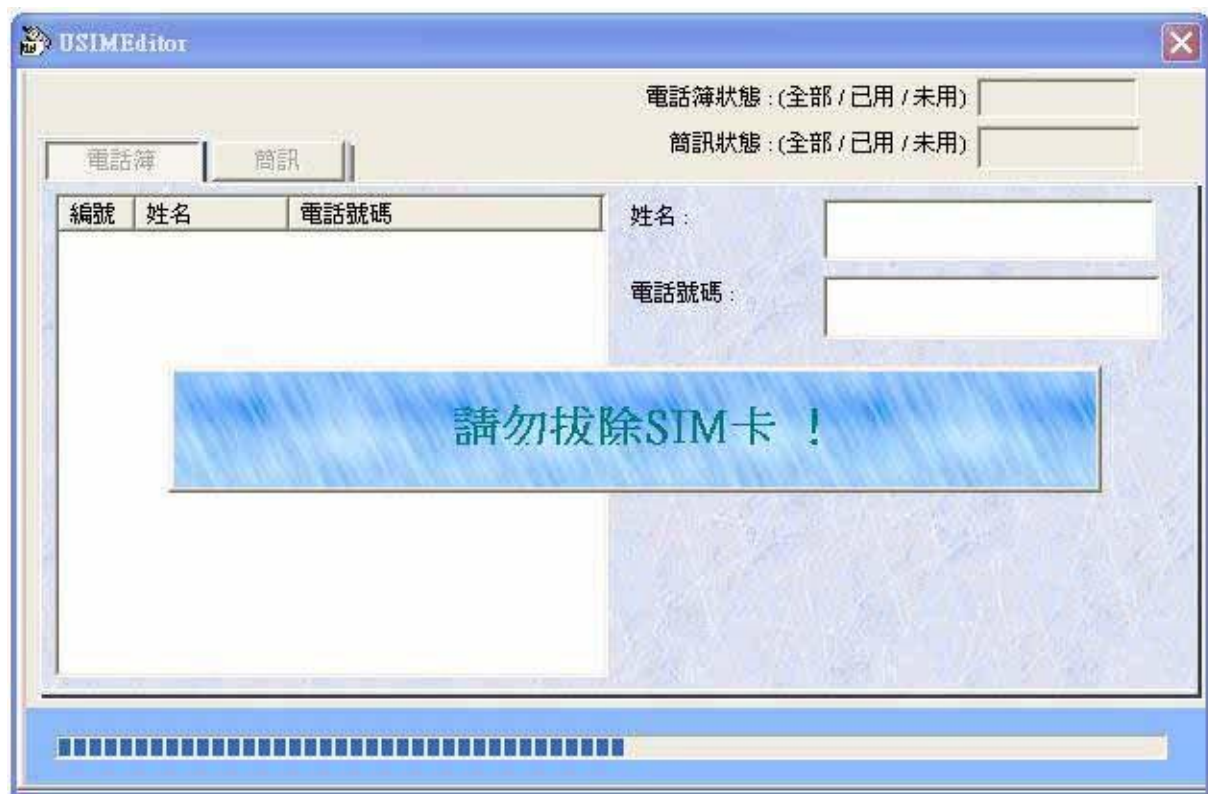 USIMEditor
電話簿狀態 : (全部 / 已用 / 未用)
簡訊狀態 : (全部 / 已用 / 未用)
電話簿 簡訊
編號 姓名 電話號碼
姓名 :
電話號碼 :
請勿拔除SIM卡 !